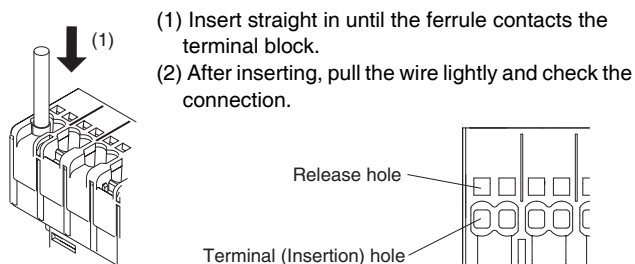 (1)
(1) Insert straight in until the ferrule contacts the
terminal block.
(2) After inserting, pull the wire lightly and check the
connection.
Release hole
Terminal (Insertion) hole